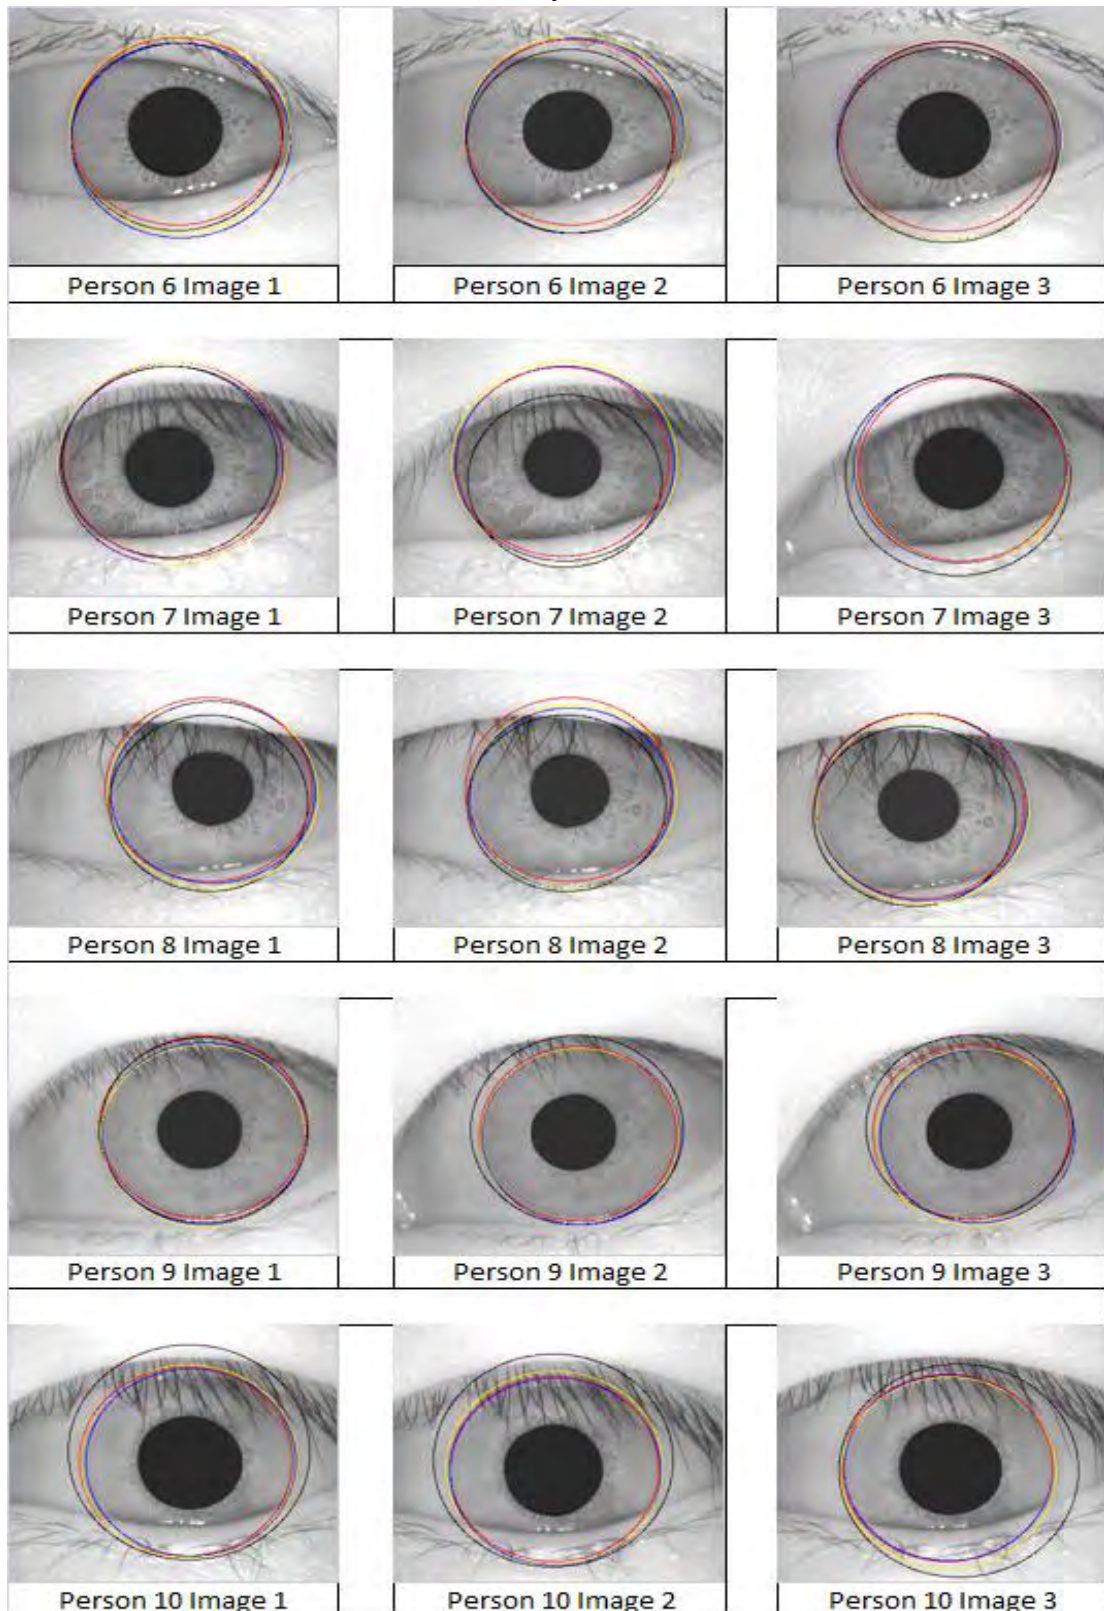 Person 6 Image 1
Person 6 Image 2
Person 6 Image 3
Person 7 Image 1
Person 7 Image 2
Person 7 Image 3
Person 8 Image 1
Person 8 Image 2
Person 8 Image 3
Person 9 Image 1
Person 9 Image 2
Person 9 Image 3
Person 10 Image 1
Person 10 Image 2
Person 10 Image 3